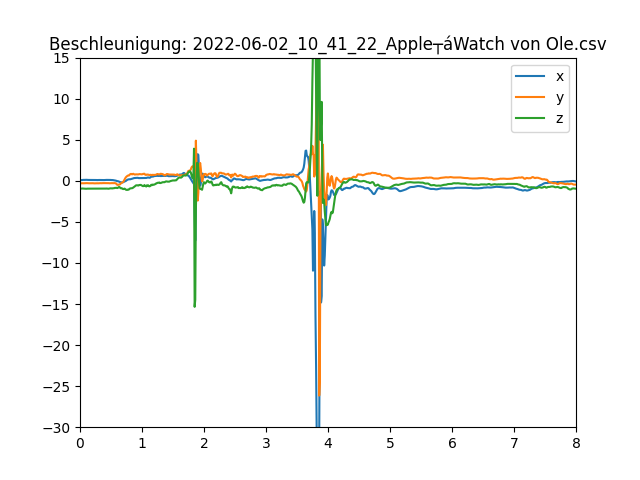 Beschleunigung: 2022-06-02_10_41_22_Apple┬áWatch von Ole.csv
15
10
5
0
−5
−10
−15
−20
−25
−30
0 1 2 3 4 5 6 7 8
x
y
z